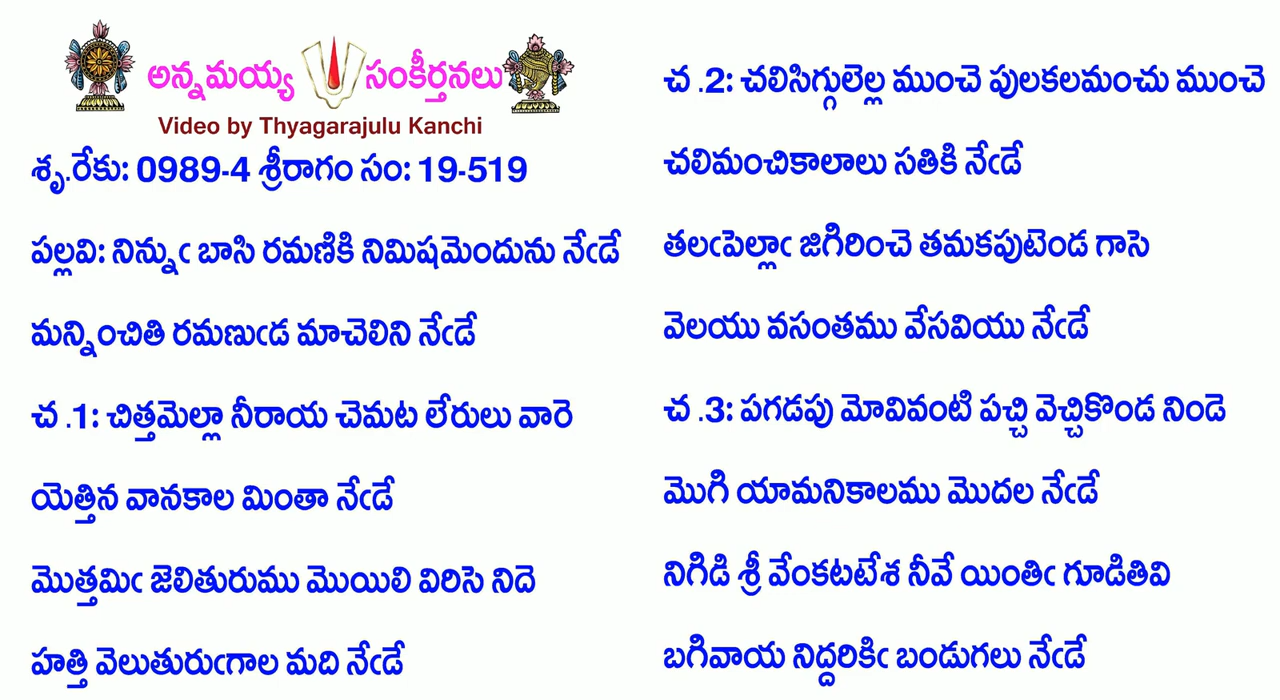 అన్నమయ్య సంకీర్తనలు
Video by Thyagarajulu Kanchi
శృ.రేకు: 0989-4 శ్రీరాగం సం: 19-519
పల్లవి: నిన్నుఁ బాసి రమణికి నిమిషమెందును నేఁడే
మన్నించితి రమణుఁడ మాచెలిని నేఁడే
చ .1: చిత్తమెల్లా నీరాయ చెమట లేరులు వారె
యెత్తిన వానకాల మింతా నేఁడే
మొత్తమిఁ జెలితురుము మొయిలి విరిసె నిదె
హత్తి వెలుతురుఁగాల మది నేఁడే
చ .2: చలిసిగ్గులెల్ల ముంచె పులకలమంచు ముంచె
చలిమంచికాలాలు సతికి నేఁడే
తలఁపెల్లాఁ జిగిరించె తమకపుటెండ గాసె
వెలయు వసంతము వేసవియు నేఁడే
చ .3: పగడపు మోవివంటి పచ్చి వెచ్చికొండ నిండె
మొగి యామనికాలము మొదల నేఁడే
నిగిడి శ్రీ వేంకటటేశ నీవే యింతిఁ గూడితివి
బగివాయ నిద్దరికిఁ బండుగలు నేఁడే